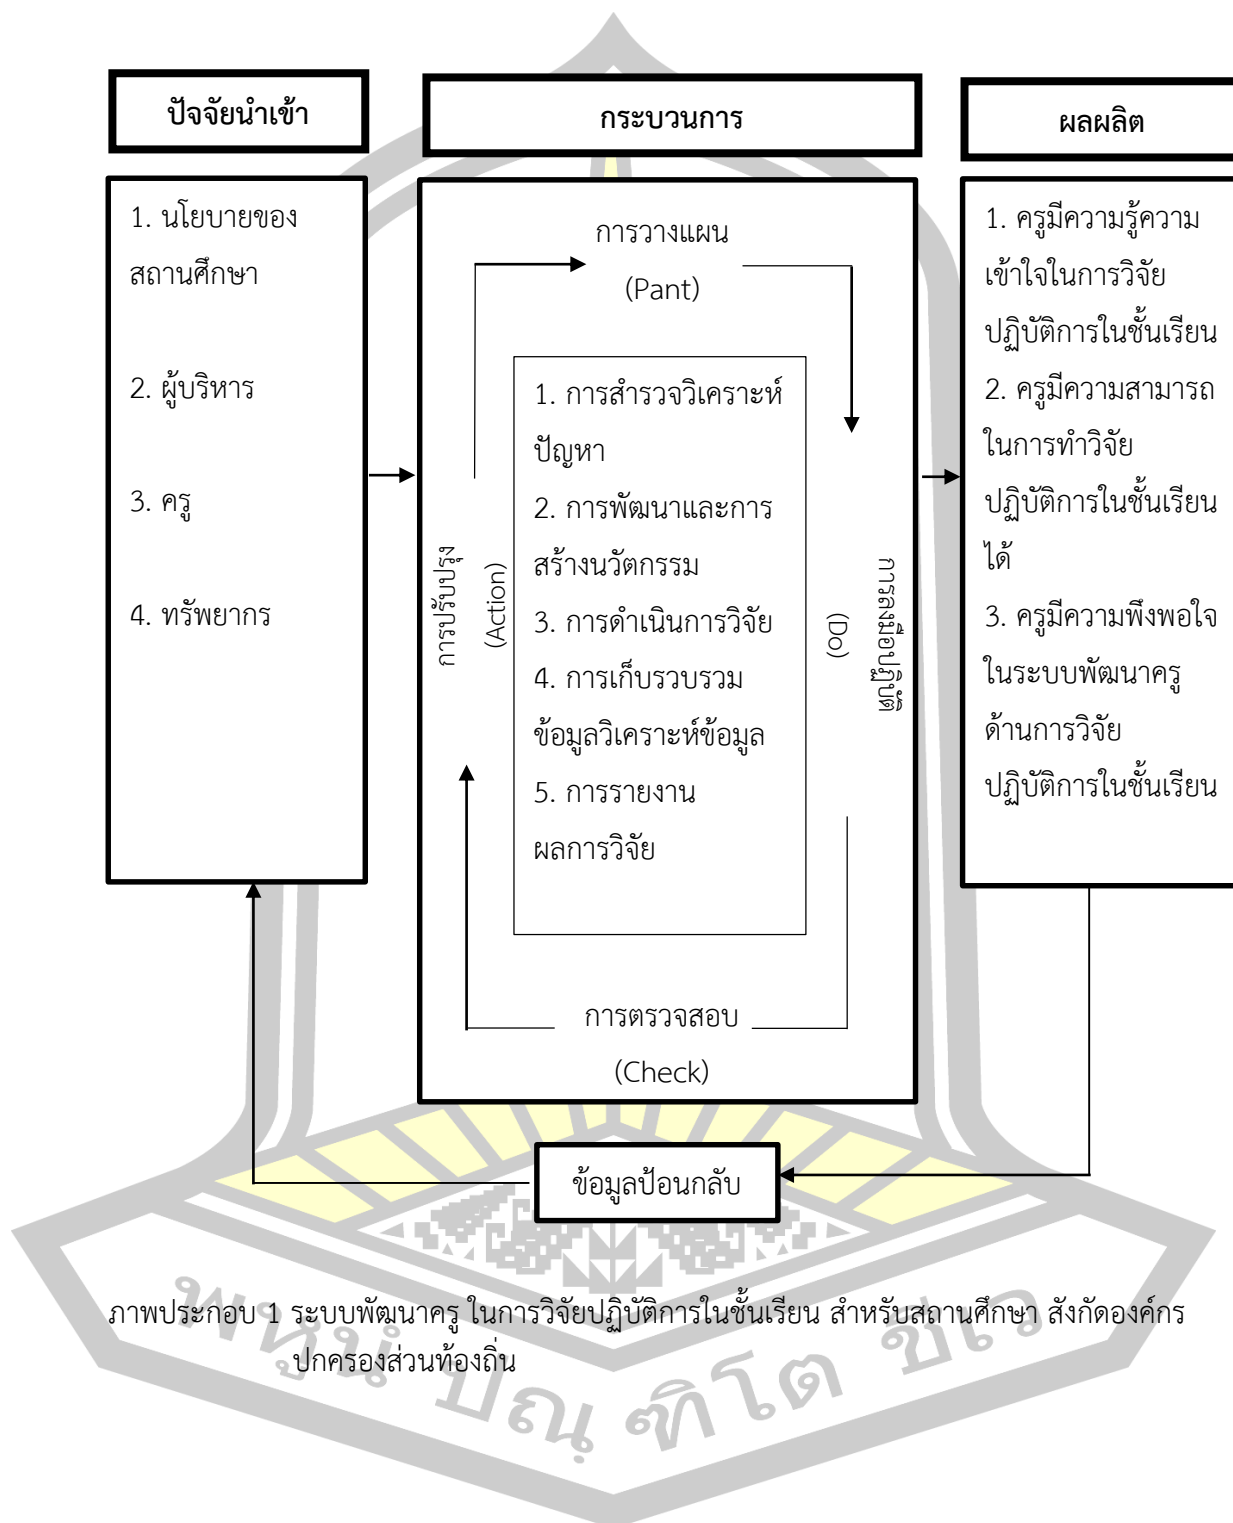 ปัจจัยนำเข้า
กระบวนการ
ผลผลิต
1. นโยบายของ
สถานศึกษา
2. ผู้บริหาร
3. ครู
4. ทรัพยากร
การวางแผน
(Pant)
1. การสำรวจวิเคราะห์
ปัญหา
2. การพัฒนาและการ
สร้างนวัตกรรม
3. การดำเนินการวิจัย
4. การเก็บรวบรวม
ข้อมูลวิเคราะห์ข้อมูล
5. การรายงาน
ผลการวิจัย
การปรับปรุง
(Action)
การลงมือปฏิบัติ
(Do)
การตรวจสอบ
(Check)
1. ครูมีความรู้ความ
เข้าใจในการวิจัย
ปฏิบัติการในชั้นเรียน
2. ครูมีความสามารถ
ในการทำวิจัย
ปฏิบัติการในชั้นเรียน
ได้
3. ครูมีความพึงพอใจ
ในระบบพัฒนาครู
ด้านการวิจัย
ปฏิบัติการในชั้นเรียน
ข้อมูลป้อนกลับ
ภาพประกอบ 1 ระบบพัฒนาครู ในการวิจัยปฏิบัติการในชั้นเรียน สำหรับสถานศึกษา สังกัดองค์กร
ปกครองส่วนท้องถิ่น
พหูนํ ปณฺฑิโต ชีเว